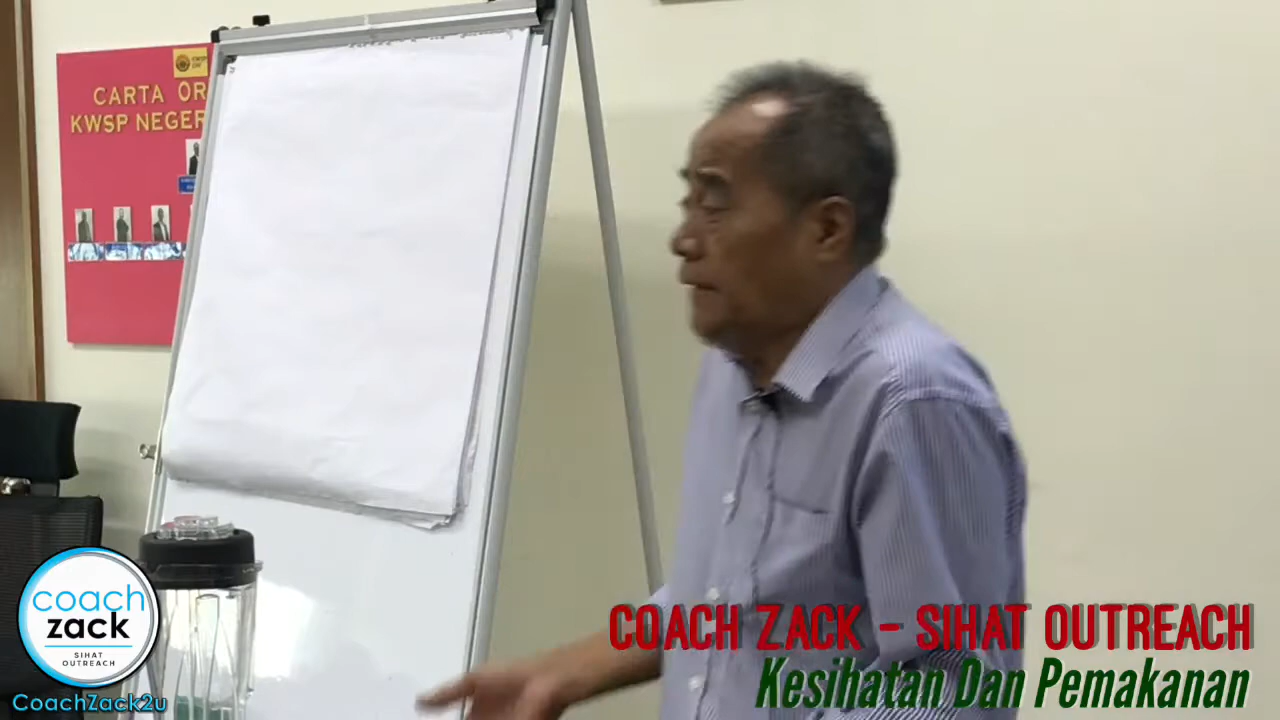 CARTA OR
KWSP NEGER
coach
zack
SIHAT
OUTREACH
CoachZack2u
COACH ZACK - SIHAT OUTREACH
Kesihatan Dan Pemakanan